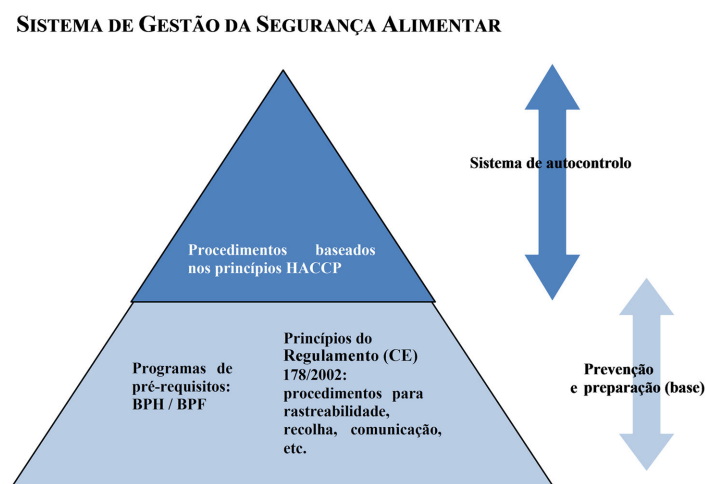 SISTEMA DE GESTÃO DA SEGURANÇA ALIMENTAR
Sistema de autocontrolo
Procedimentos baseados
nos princípios HACCP
Programas de
pré-requisitos:
BPH / BPF
Princípios do
Regulamento (CE)
178/2002:
procedimentos para
rastreabilidade,
recolha, comunicação,
etc.
Prevenção
e preparação (base)